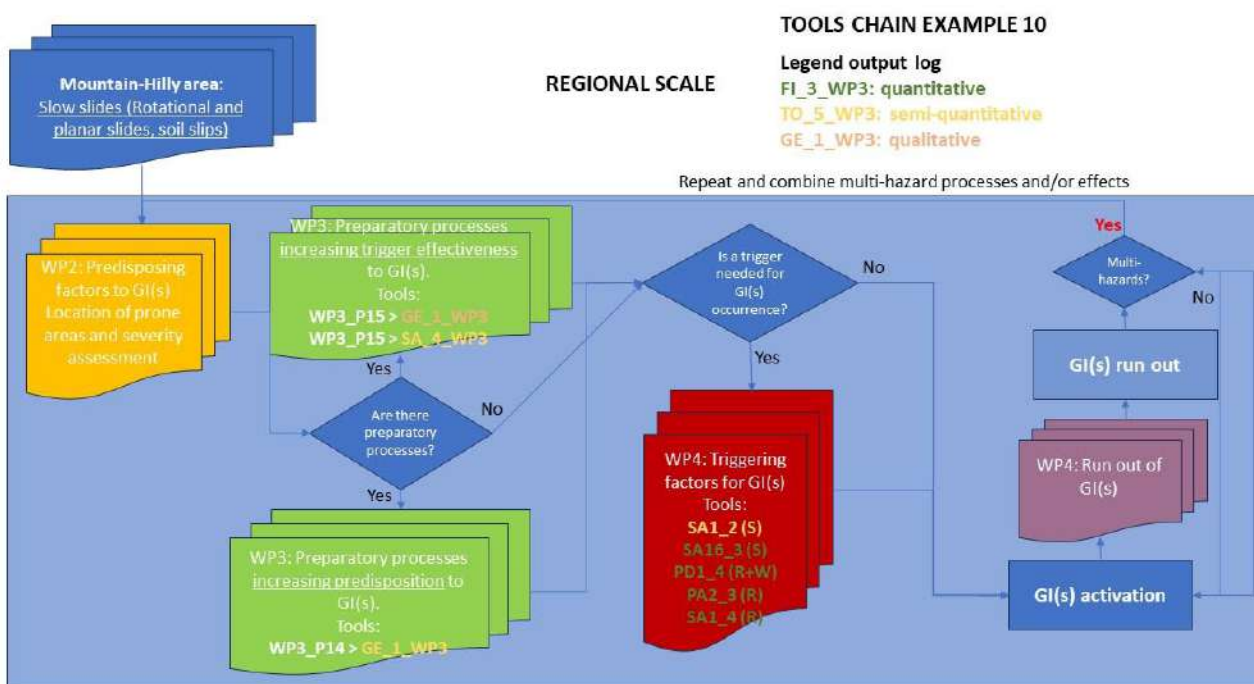 TOOLS CHAIN EXAMPLE 10
Legend output log
FI_3_WP3: quantitative
TO_5_WP3: semi-quantitative
GE_1_WP3: qualitative
REGIONAL SCALE
Mountain-Hilly area:
Slow slides (Rotational and
planar slides, soil slips)
Repeat and combine multi-hazard processes and/or effects
WP2: Predisposing
factors to GI(s)
Location of prone
areas and severity
assessment
WP3: Preparatory processes
increasing trigger effectiveness
to GI(s).
Tools:
WP3_P15 > GE_1_WP3
WP3_P15 > SA_4_WP3
Yes
Are there
preparatory
processes?
No
Yes
WP3: Preparatory processes
increasing predisposition to
GI(s).
Tools:
WP3_P14 > GE_1_WP3
Is a trigger
needed for
GI(s)
occurrence?
No
Yes
WP4: Triggering
factors for GI(s)
Tools:
SA1_2 (S)
SA16_3 (S)
PD1_4 (R+W)
PA2_3 (R)
SA1_4 (R)
Yes
Multi-
hazards?
No
GI(s) run out
WP4: Run out of
GI(s)
GI(s) activation